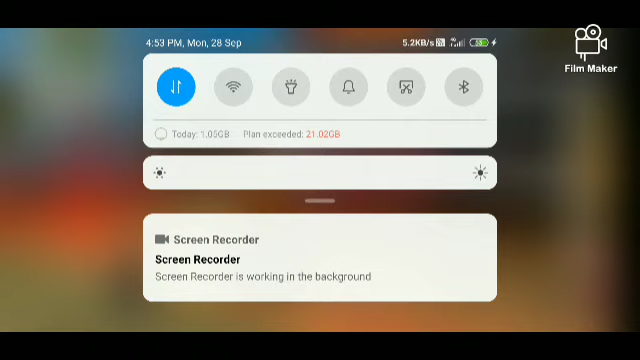 4:53 PM, Mon, 28 Sep
5.2KB/s
Film Maker
Today: 1.05GB Plan exceeded: 21.02GB
Screen Recorder
Screen Recorder
Screen Recorder is working in the background